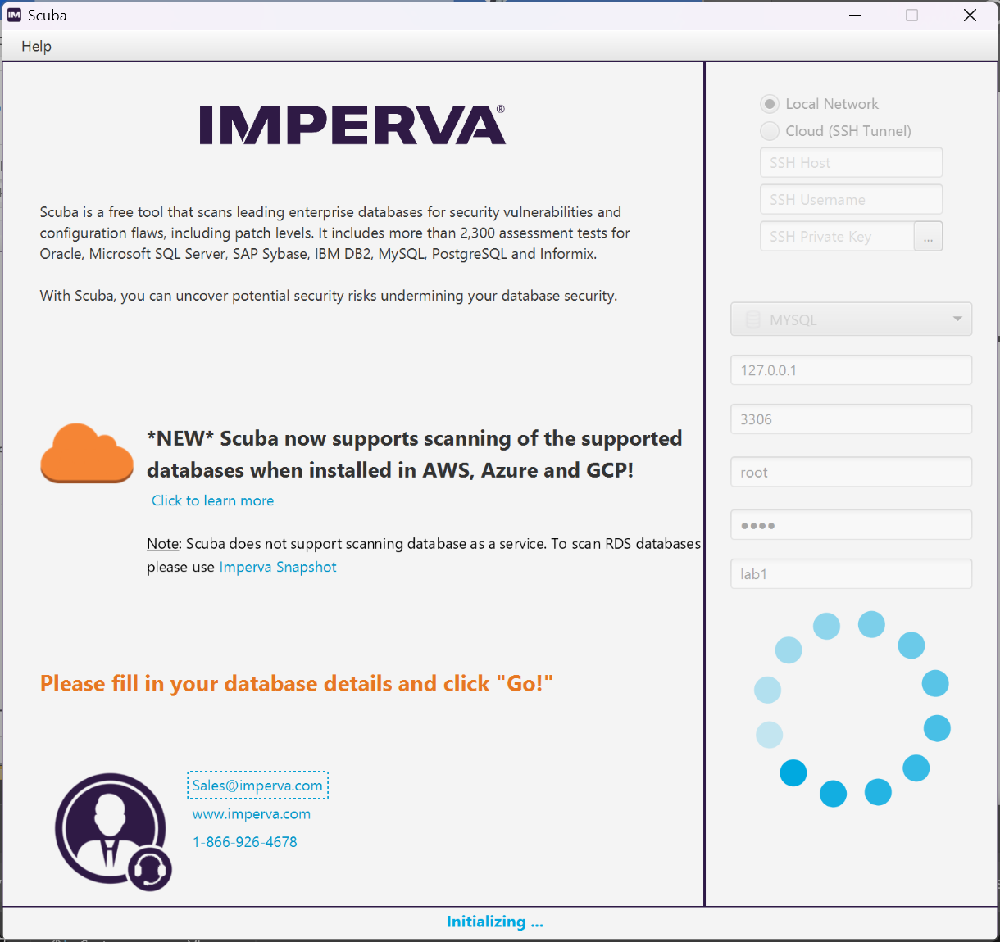 IM Scuba
Help
IMPERVA®
Scuba is a free tool that scans leading enterprise databases for security vulnerabilities and
configuration flaws, including patch levels. It includes more than 2,300 assessment tests for
Oracle, Microsoft SQL Server, SAP Sybase, IBM DB2, MySQL, PostgreSQL and Informix.
With Scuba, you can uncover potential security risks undermining your database security.
*NEW* Scuba now supports scanning of the supported
databases when installed in AWS, Azure and GCP!
Click to learn more
Note: Scuba does not support scanning database as a service. To scan RDS databases
please use Imperva Snapshot
Please fill in your database details and click "Go!"
Sales@imperva.com
www.imperva.com
1-866-926-4678
Local Network
Cloud (SSH Tunnel)
SSH Host
SSH Username
SSH Private Key ...
MYSQL
127.0.0.1
3306
root
●●●●
lab1
Initializing ...